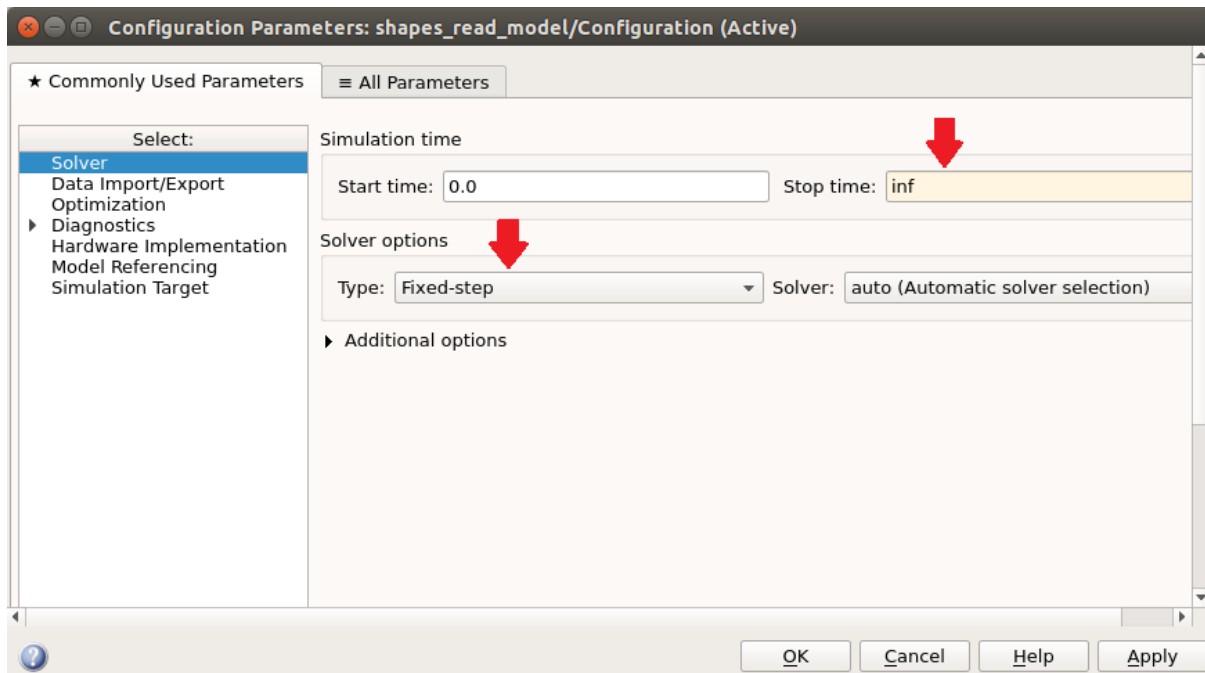 Configuration Parameters: shapes_read_model/Configuration (Active)
★ Commonly Used Parameters
≡ All Parameters
Select:
Solver
Data Import/Export
Optimization
Diagnostics
Hardware Implementation
Model Referencing
Simulation Target
Simulation time
Start time: 0.0 Stop time: inf
Solver options
Type: Fixed-step Solver: auto (Automatic solver selection)
Additional options
OK Cancel Help Apply